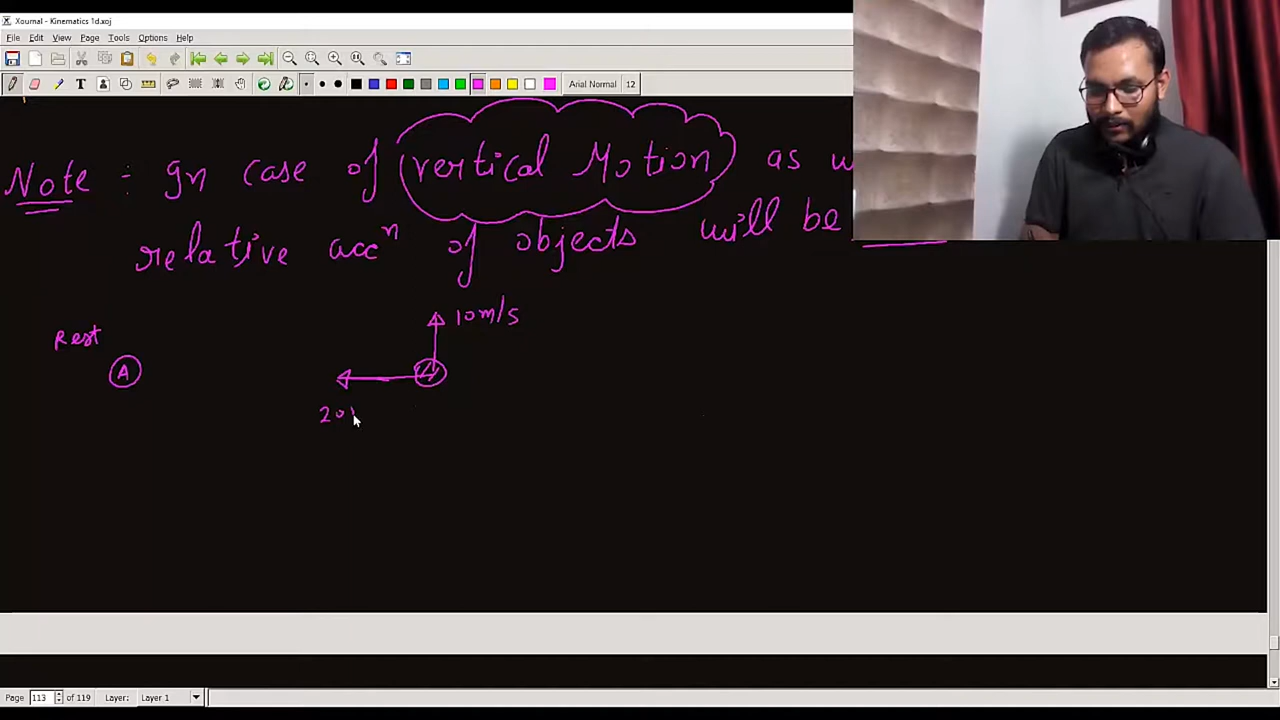 Xournal - Kinematics 1d.xoj
File Edit View Page Tools Options Help
Arial Normal 12
Note : In case of vertical Motion as
relative accⁿ of objects will be
10m/s
Rest
A
20
Page 113 of 119 Layer: Layer 1